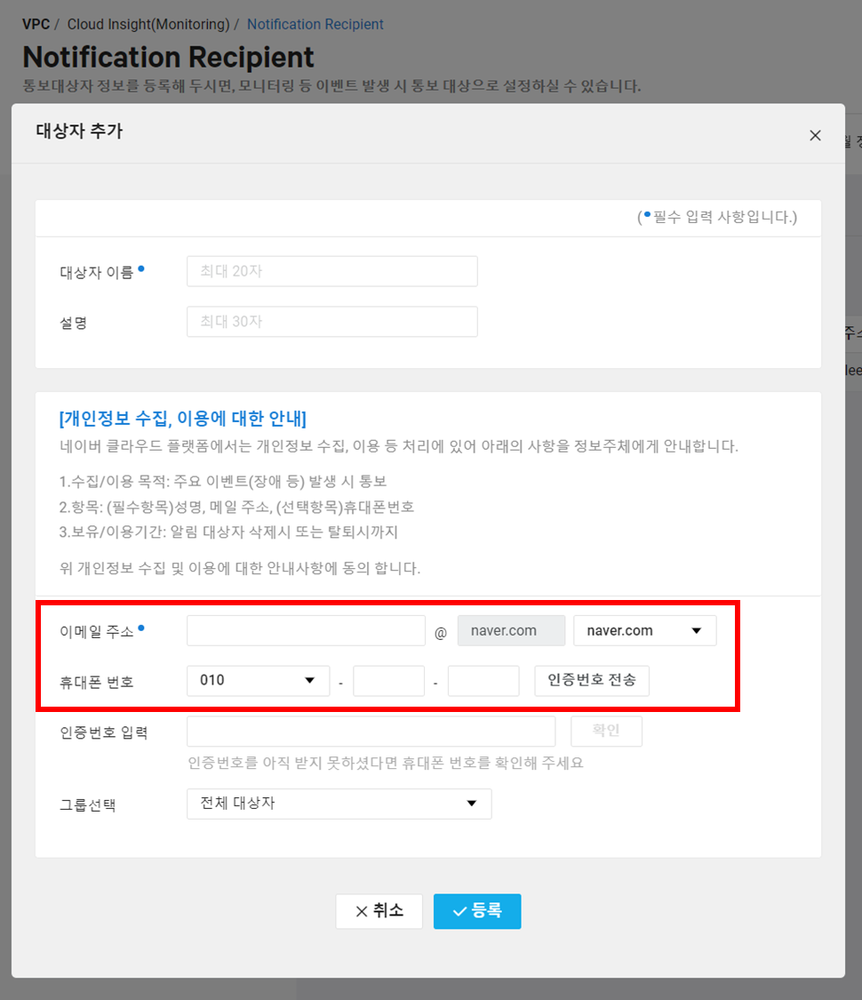 VPC / Cloud Insight(Monitoring) / Notification Recipient
Notification Recipient
통보대상자 정보를 등록해 두시면, 모니터링 등 이벤트 발생 시 통보 대상으로 설정하실 수 있습니다.
대상자 추가
(•필수 입력 사항입니다.)
대상자 이름•
최대 20자
설명
최대 30자
주소
lee
[개인정보 수집, 이용에 대한 안내]
네이버 클라우드 플랫폼에서는 개인정보 수집, 이용 등 처리에 있어 아래의 사항을 정보주체에게 안내합니다.
1.수집/이용 목적: 주요 이벤트(장애 등) 발생 시 통보
2.항목: (필수항목)성명, 메일 주소, (선택항목)휴대폰번호
3.보유/이용기간: 알림 대상자 삭제시 또는 탈퇴시까지
위 개인정보 수집 및 이용에 대한 안내사항에 동의 합니다.
이메일 주소• @ naver.com naver.com
휴대폰 번호 010 - - 인증번호 전송
인증번호 입력 확인
인증번호를 아직 받지 못하셨다면 휴대폰 번호를 확인해 주세요
그룹선택 전체 대상자
취소 등록